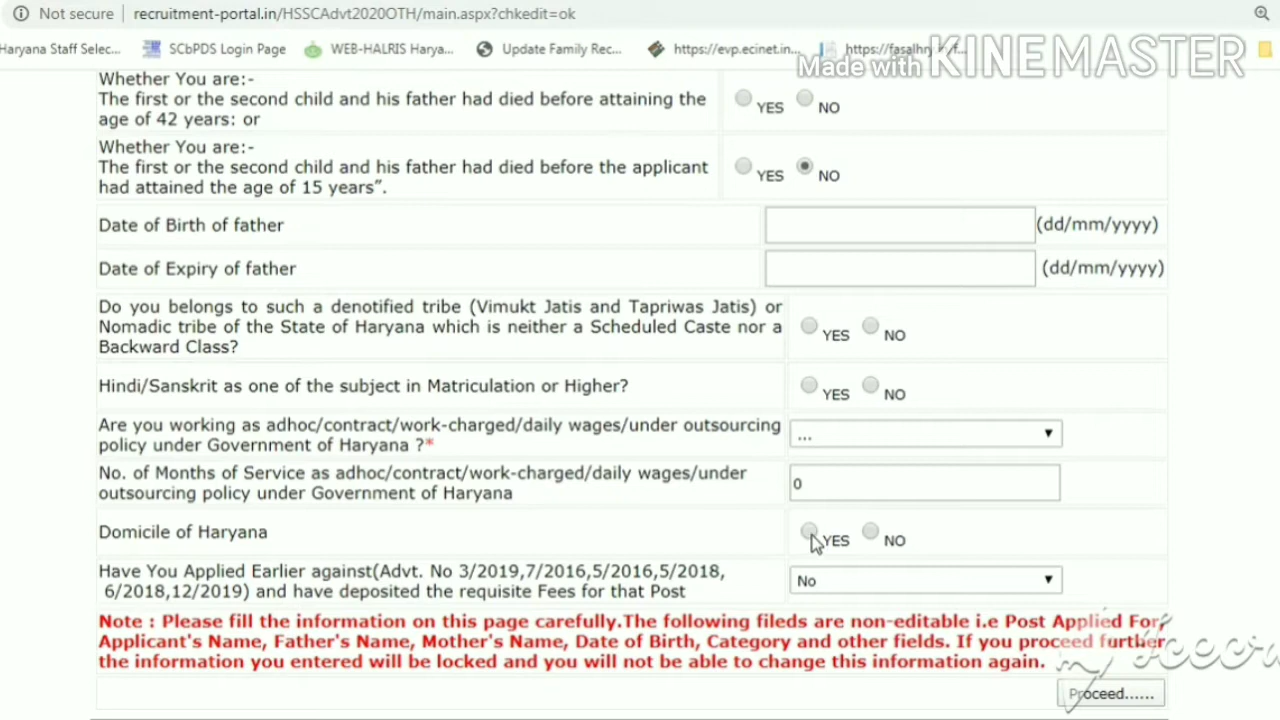 Not secure | recruitment-portal.in/HSSCAdvt2020OTH/main.aspx?chkedit=ok
Haryana Staff Selec... SCbPDS Login Page WEB-HALRIS Harya... Update Family Rec... https://evp.ecinet.in... https://fasalhry.in/f...
Made with KINEMASTER
Whether You are:-
The first or the second child and his father had died before attaining the
age of 42 years: or
YES NO
Whether You are:-
The first or the second child and his father had died before the applicant
had attained the age of 15 years”.
YES NO
Date of Birth of father (dd/mm/yyyy)
Date of Expiry of father (dd/mm/yyyy)
Do you belongs to such a denotified tribe (Vimukt Jatis and Tapriwas Jatis) or
Nomadic tribe of the State of Haryana which is neither a Scheduled Caste nor a
Backward Class?
YES NO
Hindi/Sanskrit as one of the subject in Matriculation or Higher? YES NO
Are you working as adhoc/contract/work-charged/daily wages/under outsourcing
policy under Government of Haryana ?*
...
No. of Months of Service as adhoc/contract/work-charged/daily wages/under
outsourcing policy under Government of Haryana
0
Domicile of Haryana YES NO
Have You Applied Earlier against(Advt. No 3/2019,7/2016,5/2016,5/2018,
6/2018,12/2019) and have deposited the requisite Fees for that Post
No
Note : Please fill the information on this page carefully.The following fileds are non-editable i.e Post Applied For,
Applicant's Name, Father's Name, Mother's Name, Date of Birth, Category and other fields. If you proceed further
the information you entered will be locked and you will not be able to change this information again.
Proceed......